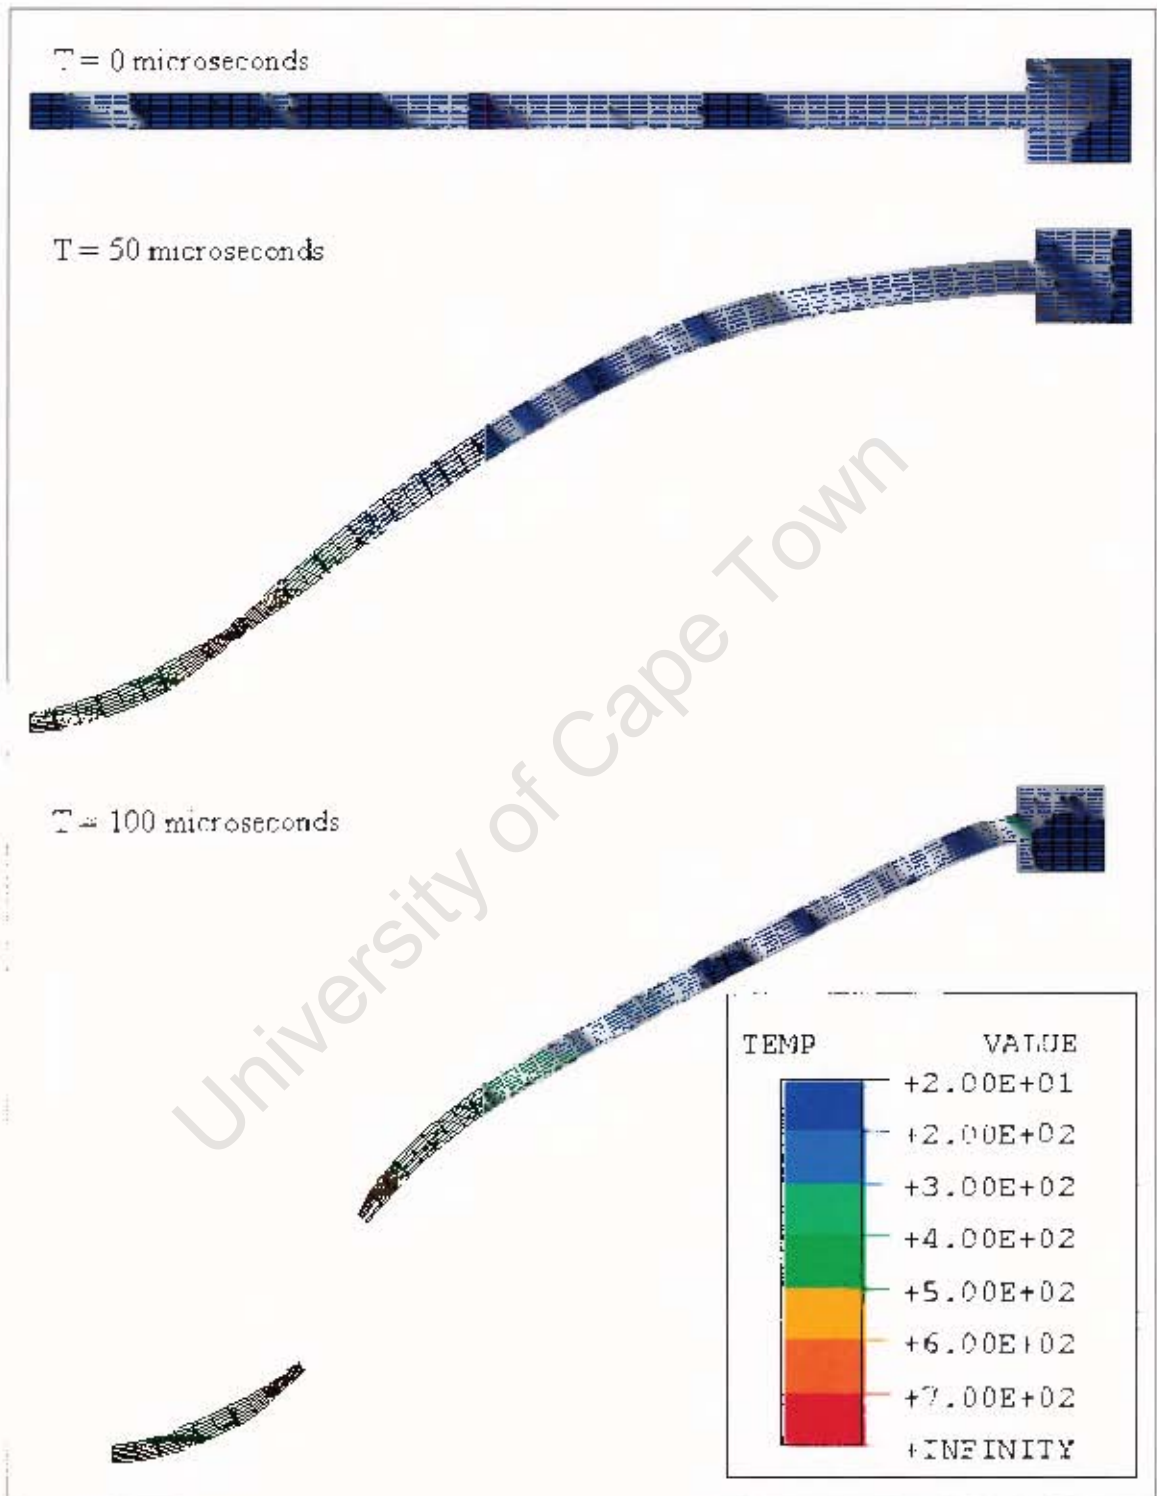 T = 0 microseconds
T = 50 microseconds
T = 100 microseconds
University of Cape Town
TEMP VALUE
+2.00E+01
+2.00E+02
+3.00E+02
+4.00E+02
+5.00E+02
+6.00E+02
+7.00E+02
+INFINITY